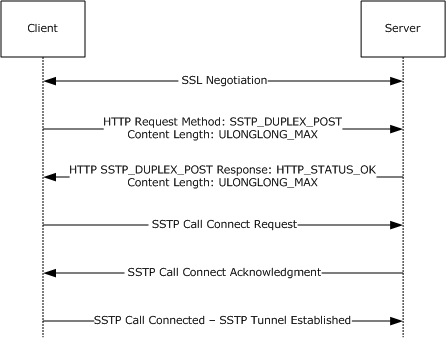 Client
Server
SSL Negotiation
HTTP Request Method: SSTP_DUPLEX_POST
Content Length: ULONGLONG_MAX
HTTP SSTP_DUPLEX_POST Response: HTTP_STATUS_OK
Content Length: ULONGLONG_MAX
SSTP Call Connect Request
SSTP Call Connect Acknowledgment
SSTP Call Connected – SSTP Tunnel Established